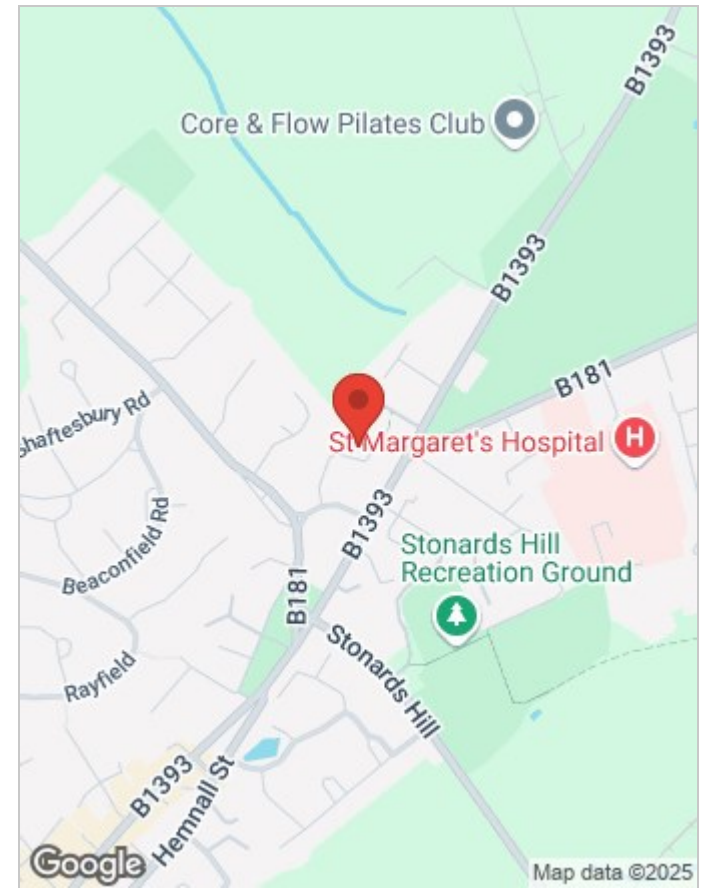 B1393
Core & Flow Pilates Club
B1393
B181
Shaftesbury Rd
St Margaret's Hospital
H
B1393
Beaconfield Rd
Stonards Hill
Recreation Ground
B181
Stonards Hill
Rayfield
B1393
Hemnall St
Google
Map data ©2025